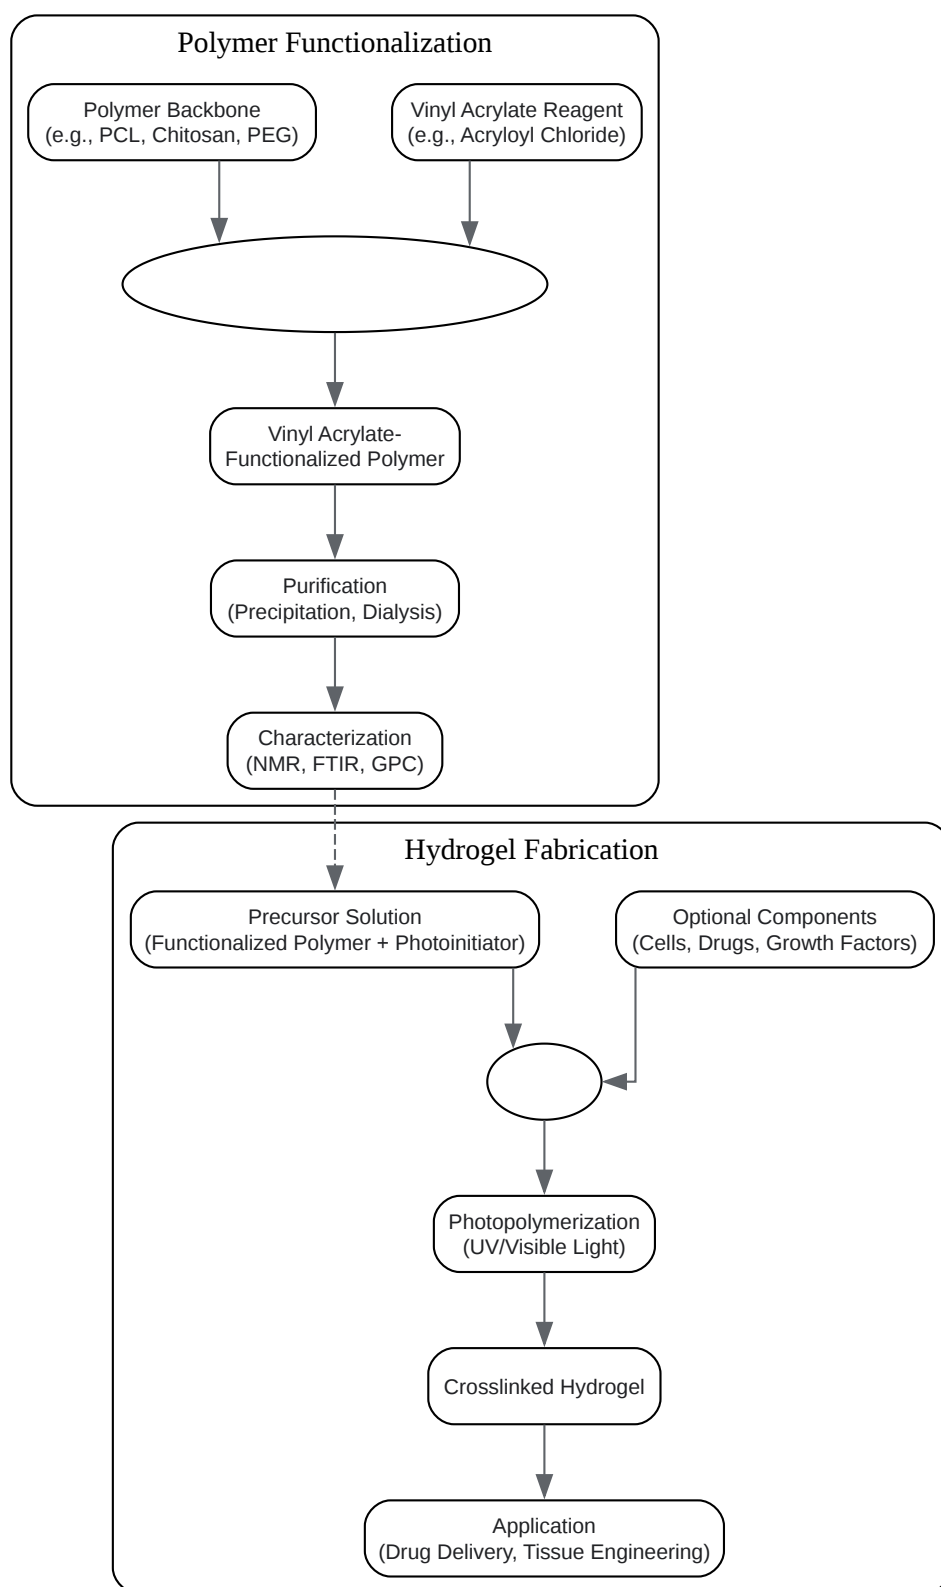 Polymer Functionalization
Polymer Backbone
(e.g., PCL, Chitosan, PEG)
Vinyl Acrylate Reagent
(e.g., Acryloyl Chloride)
Vinyl Acrylate-
Functionalized Polymer
Purification
(Precipitation, Dialysis)
Characterization
(NMR, FTIR, GPC)
Hydrogel Fabrication
Precursor Solution
(Functionalized Polymer + Photoinitiator)
Optional Components
(Cells, Drugs, Growth Factors)
Photopolymerization
(UV/Visible Light)
Crosslinked Hydrogel
Application
(Drug Delivery, Tissue Engineering)